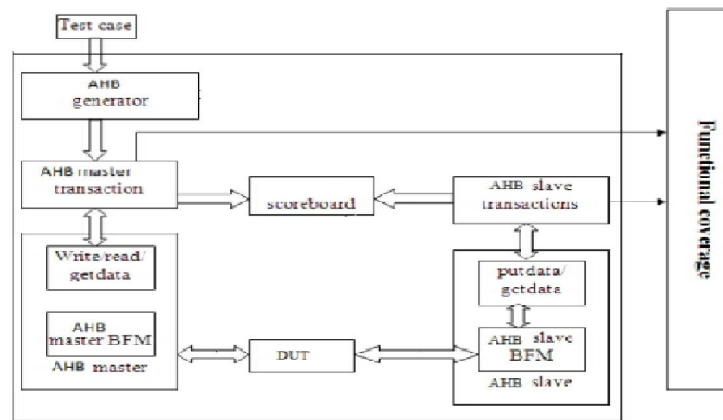 Test case
AHB
generator
AHB master
transaction
scoreboard
AHB slave
transactions
Functional coverage
Write/read/
getdata
putdata/
getdata
AHB
master BFM
AHB master
DUT
AHB slave
BFM
AHB slave